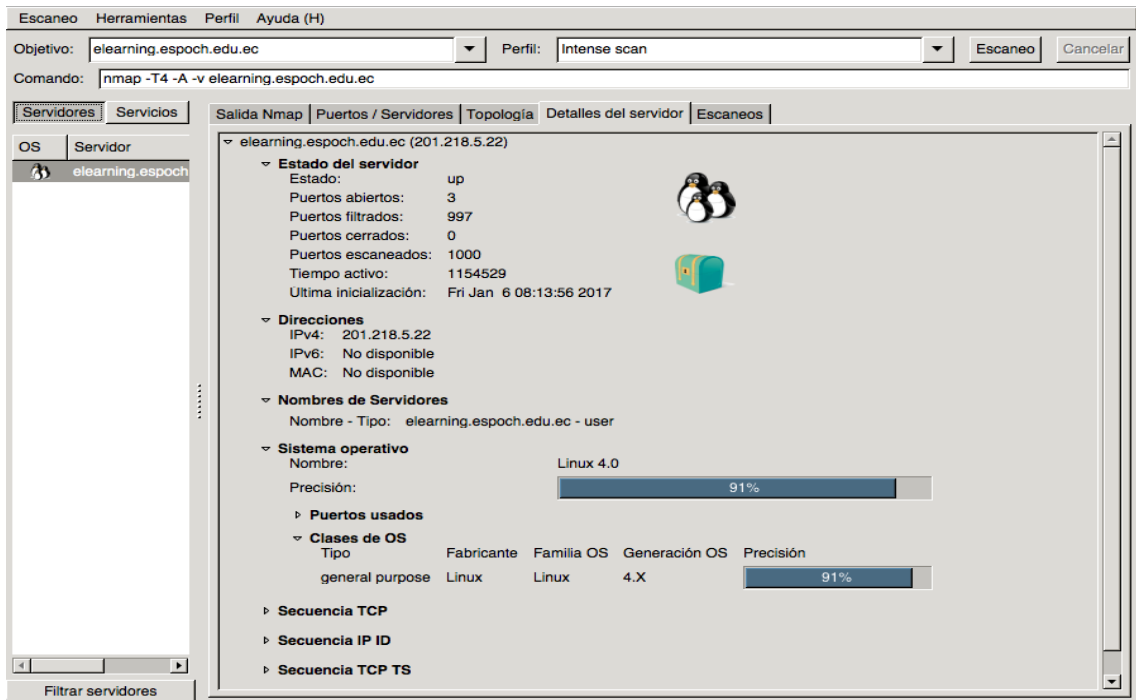 Escaneo Herramientas Perfil Ayuda (H)
Objetivo: elearning.espoch.edu.ec Perfil: Intense scan Escaneo Cancelar
Comando: nmap -T4 -A -v elearning.espoch.edu.ec
Servidores Servicios Salida Nmap Puertos / Servidores Topología Detalles del servidor Escaneos
OS Servidor
elearning.espoch
elearning.espoch.edu.ec (201.218.5.22)
Estado del servidor
Estado: up
Puertos abiertos: 3
Puertos filtrados: 997
Puertos cerrados: 0
Puertos escaneados: 1000
Tiempo activo: 1154529
Última inicialización: Fri Jan 6 08:13:56 2017
Direcciones
IPv4: 201.218.5.22
IPv6: No disponible
MAC: No disponible
Nombres de Servidores
Nombre - Tipo: elearning.espoch.edu.ec - user
Sistema operativo
Nombre: Linux 4.0
Precisión: 91%
Puertos usados
Clases de OS
Tipo Fabricante Familia OS Generación OS Precisión
general purpose Linux Linux 4.X 91%
Secuencia TCP
Secuencia IP ID
Secuencia TCP TS
Filtrar servidores